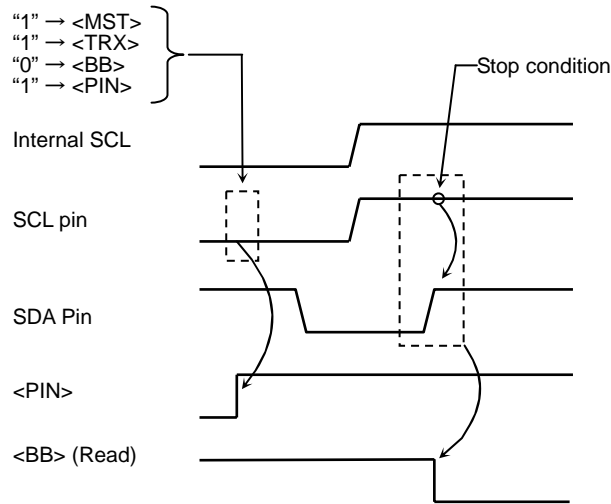 “1” → <MST>
“1” → <TRX>
“0” → <BB>
“1” → <PIN>
Stop condition
Internal SCL
SCL pin
SDA Pin
<PIN>
<BB> (Read)